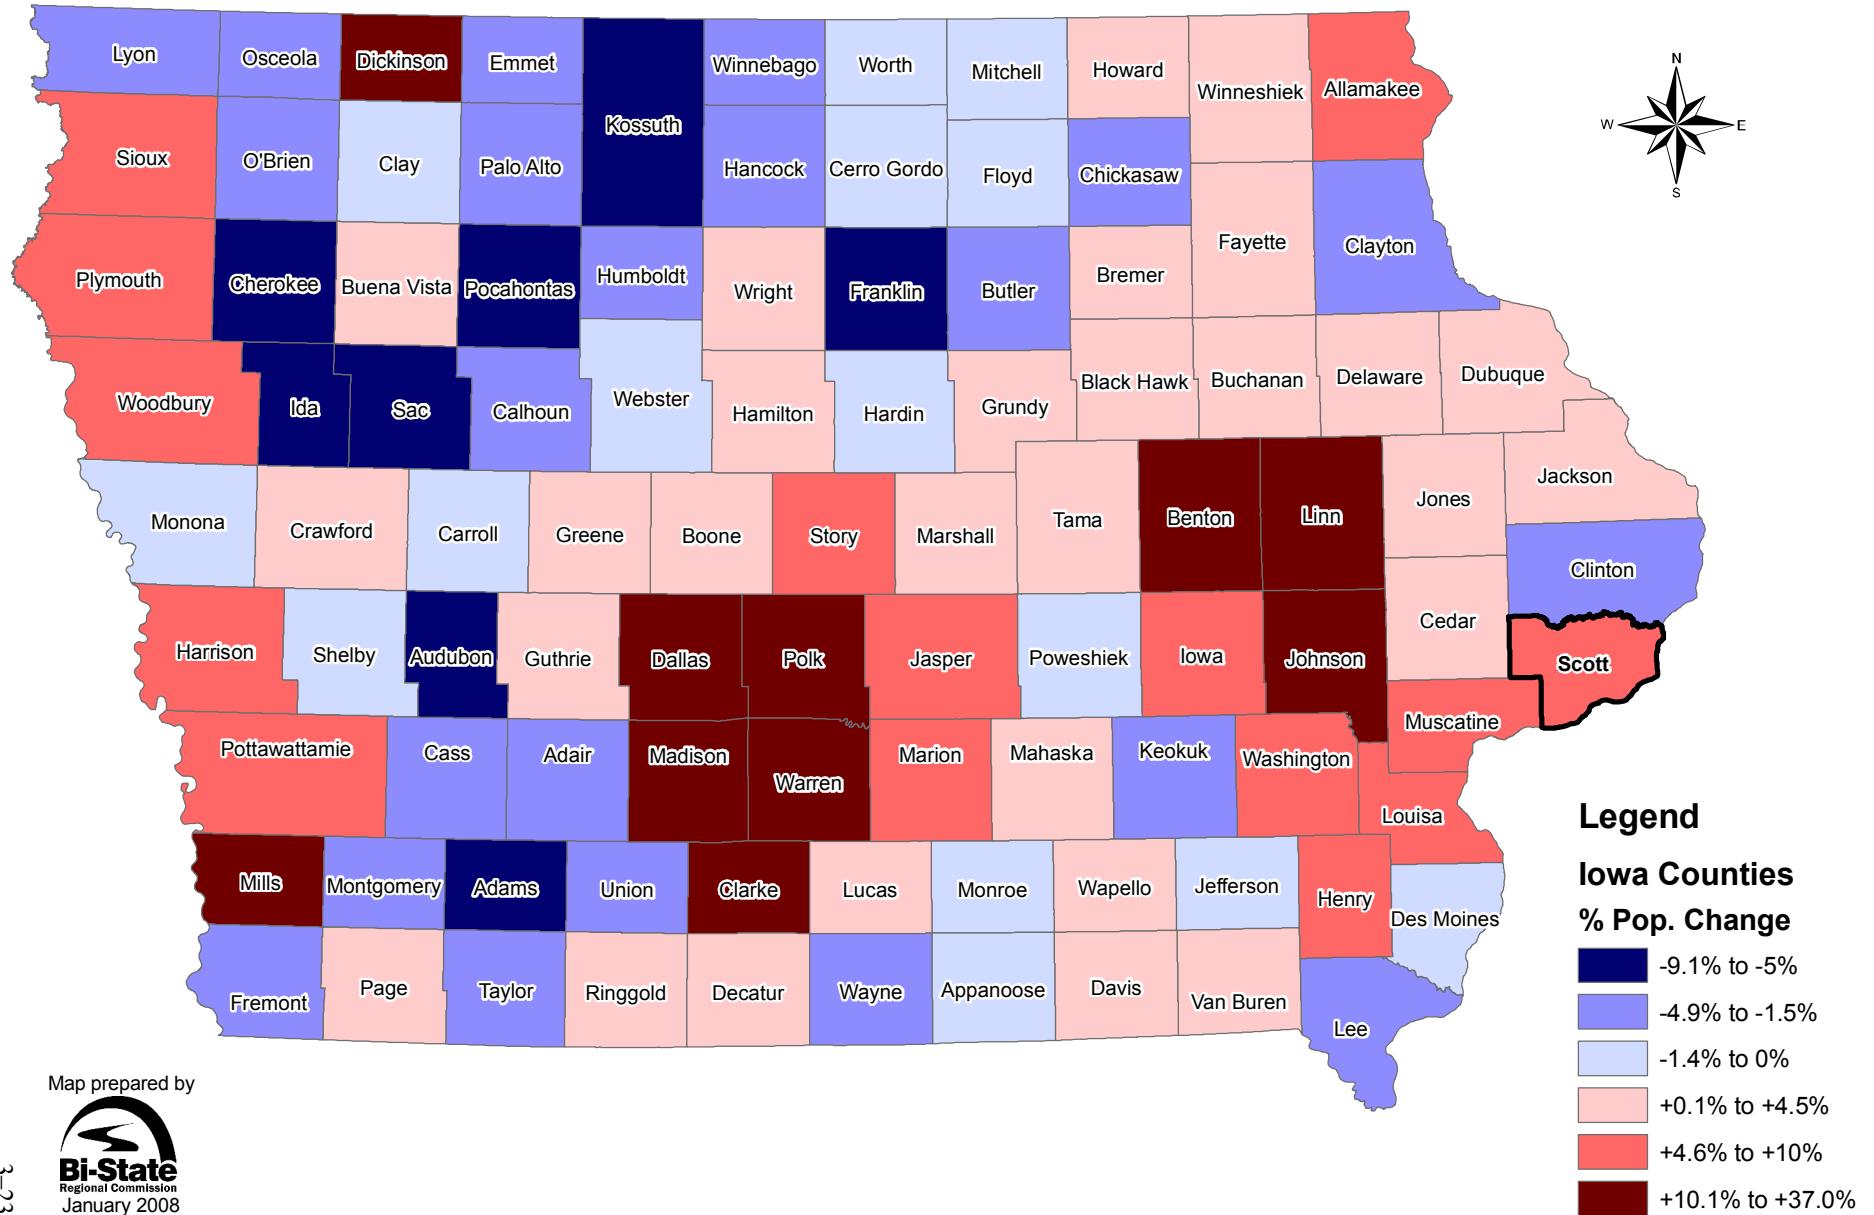 Lyon
Osceola
Dickinson
Emmet
Kossuth
Winnebago
Worth
Mitchell
Howard
Winneshiek
Allamakee
Sioux
O'Brien
Clay
Palo Alto
Hancock
Cerro Gordo
Floyd
Chickasaw
Plymouth
Cherokee
Buena Vista
Pocahontas
Humboldt
Wright
Franklin
Butler
Bremer
Fayette
Clayton
Woodbury
Ida
Sac
Calhoun
Webster
Hamilton
Hardin
Grundy
Black Hawk
Buchanan
Delaware
Dubuque
Monona
Crawford
Carroll
Greene
Boone
Story
Marshall
Tama
Benton
Linn
Jones
Jackson
Clinton
Harrison
Shelby
Audubon
Guthrie
Dallas
Polk
Jasper
Poweshiek
Iowa
Johnson
Cedar
Scott
Muscatine
Pottawattamie
Cass
Adair
Madison
Warren
Marion
Mahaska
Keokuk
Washington
Louisa
Mills
Montgomery
Adams
Union
Clarke
Lucas
Monroe
Wapello
Jefferson
Henry
Des Moines
Fremont
Page
Taylor
Ringgold
Decatur
Wayne
Appanoose
Davis
Van Buren
Lee
N
W
E
S
Legend
Iowa Counties
% Pop. Change
-9.1% to -5%
-4.9% to -1.5%
-1.4% to 0%
+0.1% to +4.5%
+4.6% to +10%
+10.1% to +37.0%
Map prepared by
Bi-State
Regional Commission
January 2008
3-23